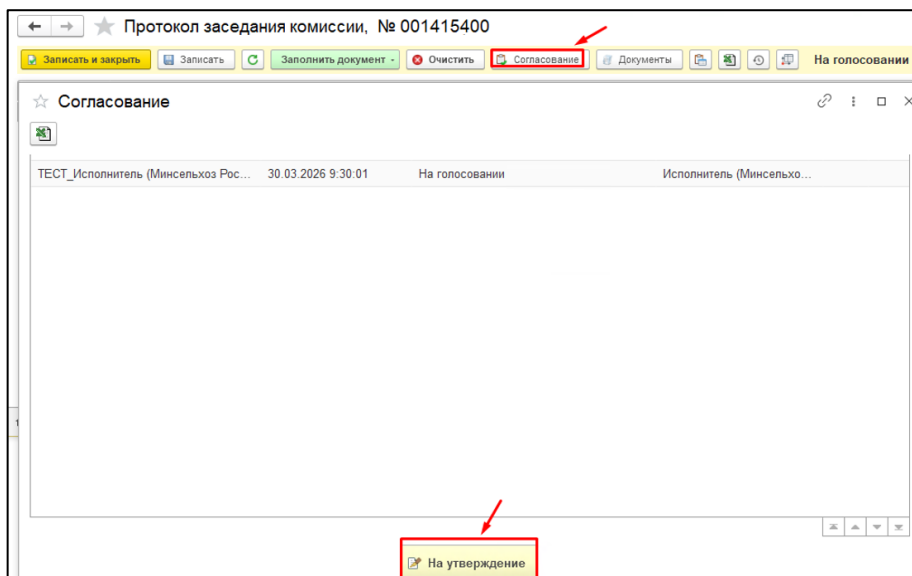 Протокол заседания комиссии, № 001415400
Записать и закрыть Записать Заполнить документ Очистить Согласование Документы На голосовании
Согласование
ТЕСТ_Исполнитель (Минсельхоз Рос... 30.03.2026 9:30:01 На голосовании Исполнитель (Минсельхо...
На утверждение